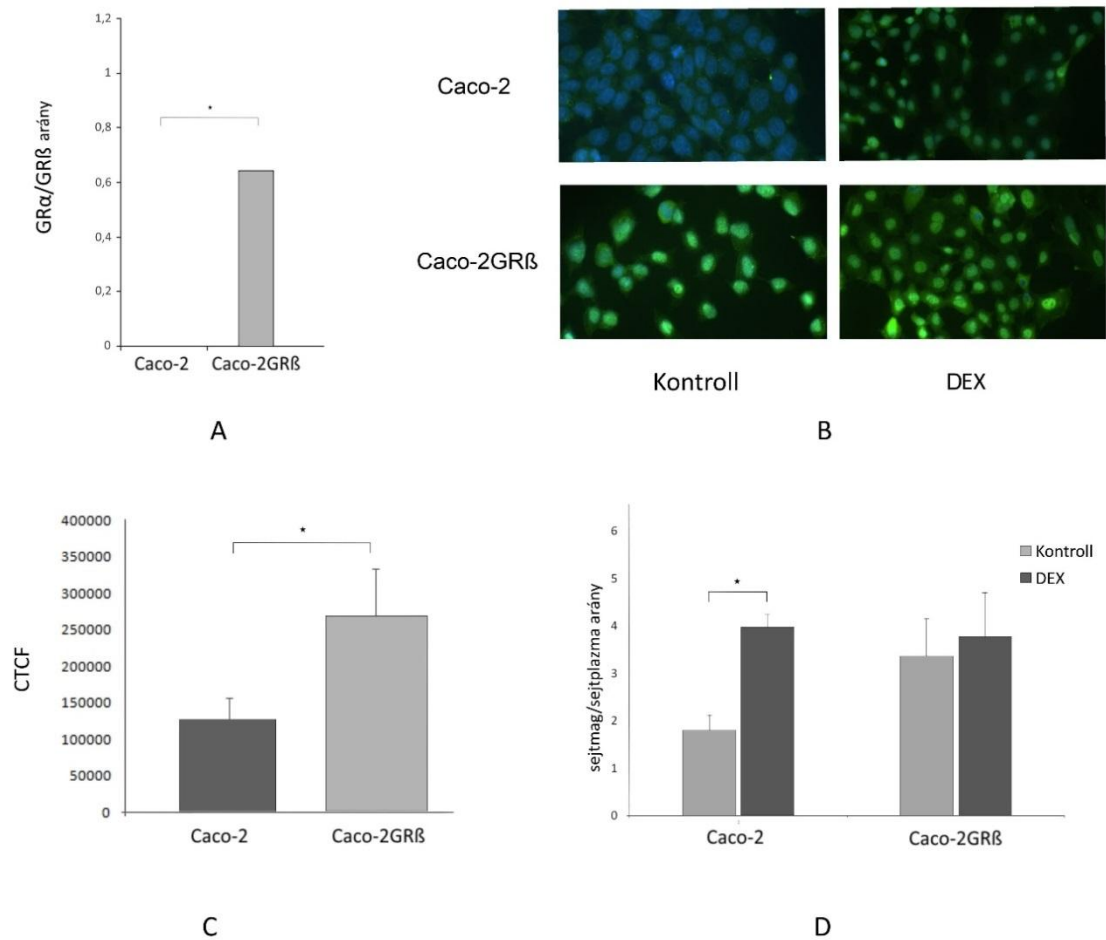 1,2
1
0,8
0,6
0,4
0,2
0
GRα/GRß arány
*
Caco-2
Caco-2GRß
A
Caco-2
Caco-2GRß
Kontroll
DEX
B
400000
350000
300000
250000
200000
150000
100000
50000
0
CTCF
*
Caco-2
Caco-2GRß
C
6
5
4
3
2
1
0
sejtmag/sejtplazma arány
*
Kontroll
DEX
Caco-2
Caco-2GRß
D